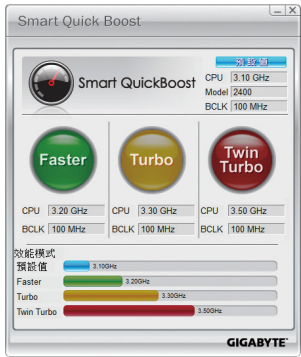 Smart Quick Boost
Smart QuickBoost
預設值
CPU 3.10 GHz
Model 2400
BCLK 100 MHz
Faster
Turbo
Twin Turbo
CPU 3.20 GHz
BCLK 100 MHz
CPU 3.30 GHz
BCLK 100 MHz
CPU 3.50 GHz
BCLK 100 MHz
效能模式
預設值 3.10GHz
Faster 3.20GHz
Turbo 3.30GHz
Twin Turbo 3.50GHz
GIGABYTE